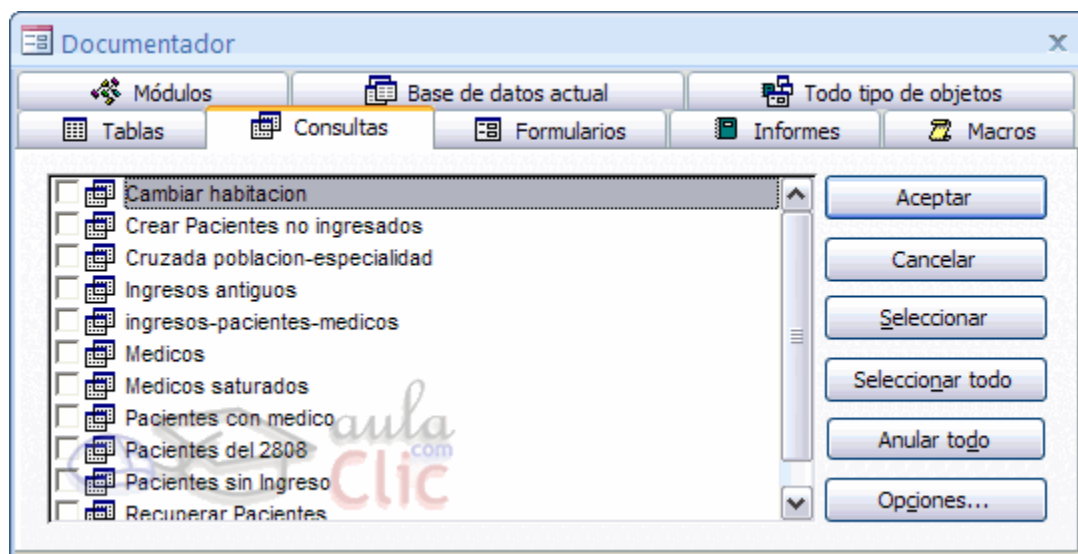 Documentador
Módulos
Base de datos actual
Todo tipo de objetos
Tablas
Consultas
Formularios
Informes
Macros
Cambiar habitacion
Crear Pacientes no ingresados
Cruzada poblacion-especialidad
Ingresos antiguos
ingresos-pacientes-medicos
Medicos
Medicos saturados
Pacientes con medico
Pacientes del 2808
Pacientes sin Ingreso
Recuperar Pacientes
Aceptar
Cancelar
Seleccionar
Seleccionar todo
Anular todo
Opciones...
aula
.com
Clic